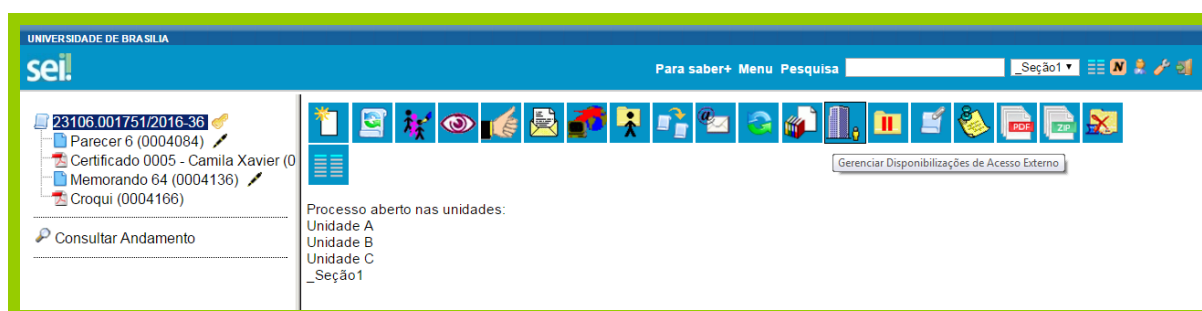 UNIVERSIDADE DE BRASILIA
sei!
Para saber+ Menu Pesquisa
_Seção1
N
23106.001751/2016-36
Parecer 6 (0004084)
Certificado 0005 - Camila Xavier (0
Memorando 64 (0004136)
Croqui (0004166)
Consultar Andamento
PDF
ZIP
Gerenciar Disponibilizações de Acesso Externo
Processo aberto nas unidades:
Unidade A
Unidade B
Unidade C
_Seção1